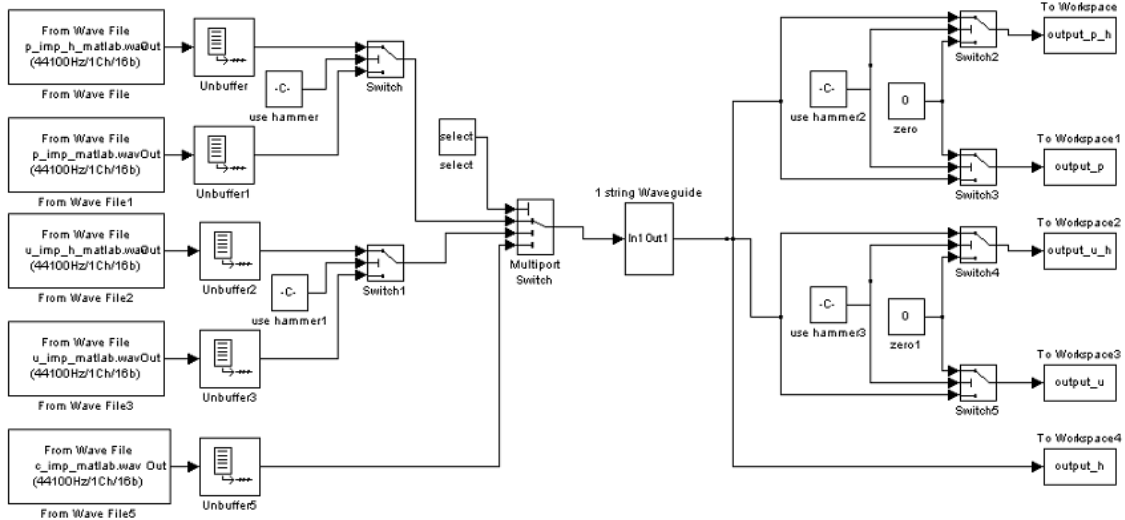 From Wave File
p_imp_h_matlab.wavOut
(44100Hz/1Ch/16b)
From Wave File
Unbuffer
-C-
use hammer
Switch
From Wave File
p_imp_matlab.wavOut
(44100Hz/1Ch/16b)
From Wave File1
Unbuffer1
select
select
From Wave File
u_imp_h_matlab.wavOut
(44100Hz/1Ch/16b)
From Wave File2
Unbuffer2
-C-
use hammer1
Switch1
Multiport
Switch
From Wave File
u_imp_matlab.wavOut
(44100Hz/1Ch/16b)
From Wave File3
Unbuffer3
From Wave File
c_imp_matlab.wav Out
(44100Hz/1Ch/16b)
From Wave File5
Unbuffer5
1 string Waveguide
In1 Out1
-C-
use hammer2
0
zero
Switch2
To Workspace
output_p_h
Switch3
To Workspace1
output_p
-C-
use hammer3
0
zero1
Switch4
To Workspace2
output_u_h
Switch5
To Workspace3
output_u
To Workspace4
output_h